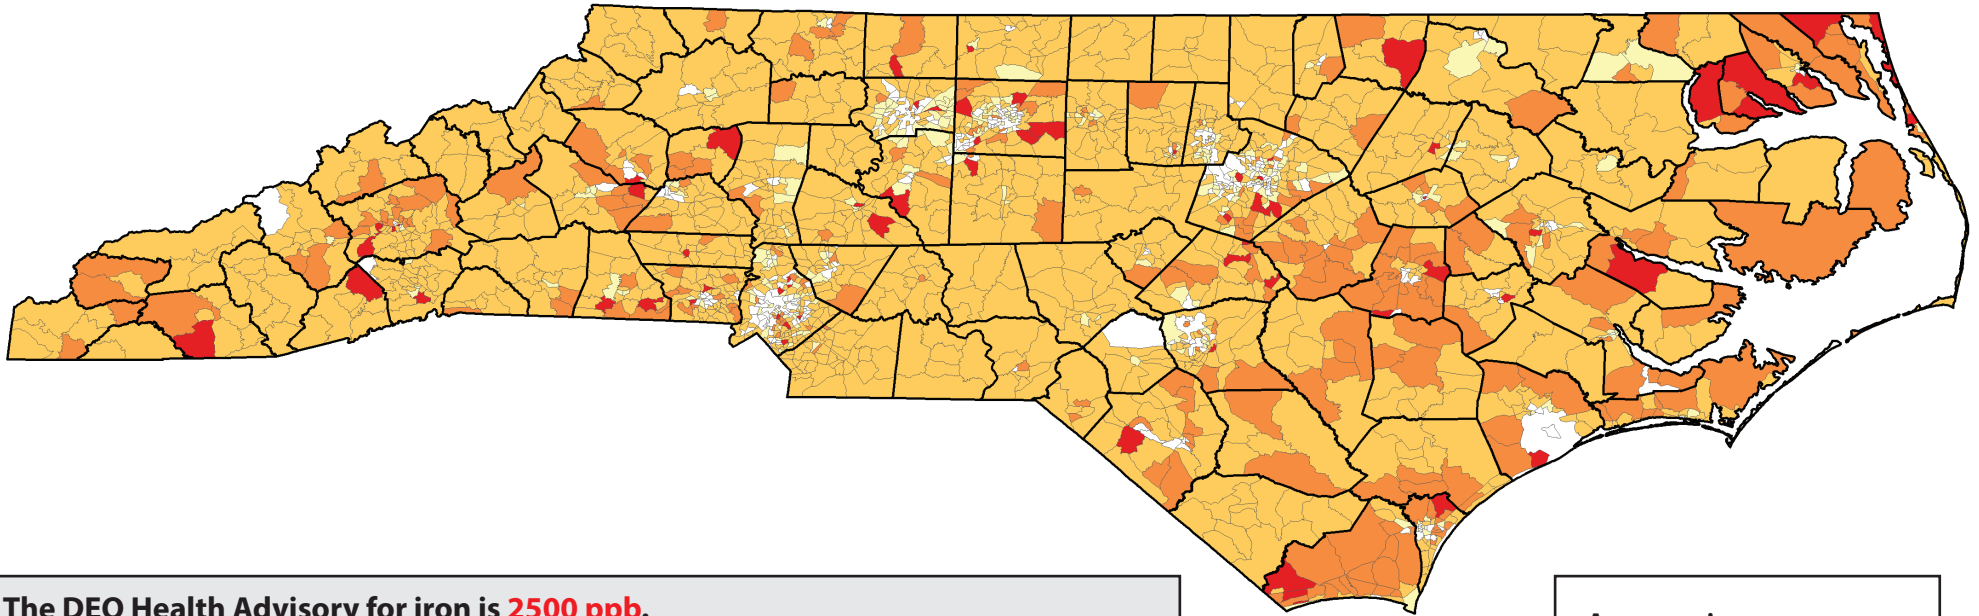 The DEQ Health Advisory for iron is 2500 ppb.